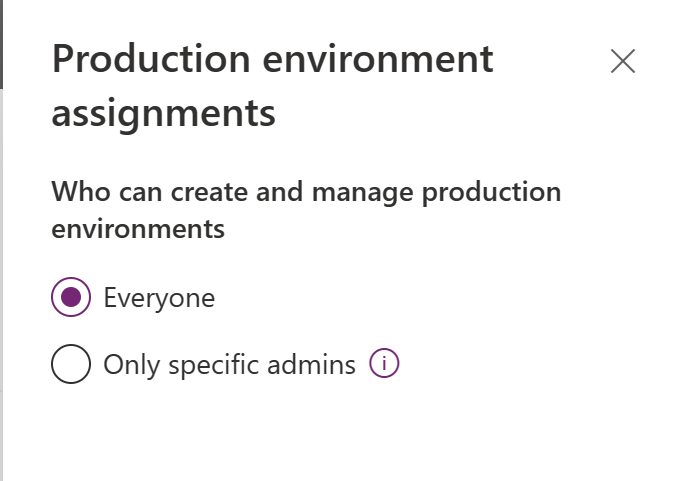 Production environment
assignments
Who can create and manage production
environments
Everyone
Only specific admins